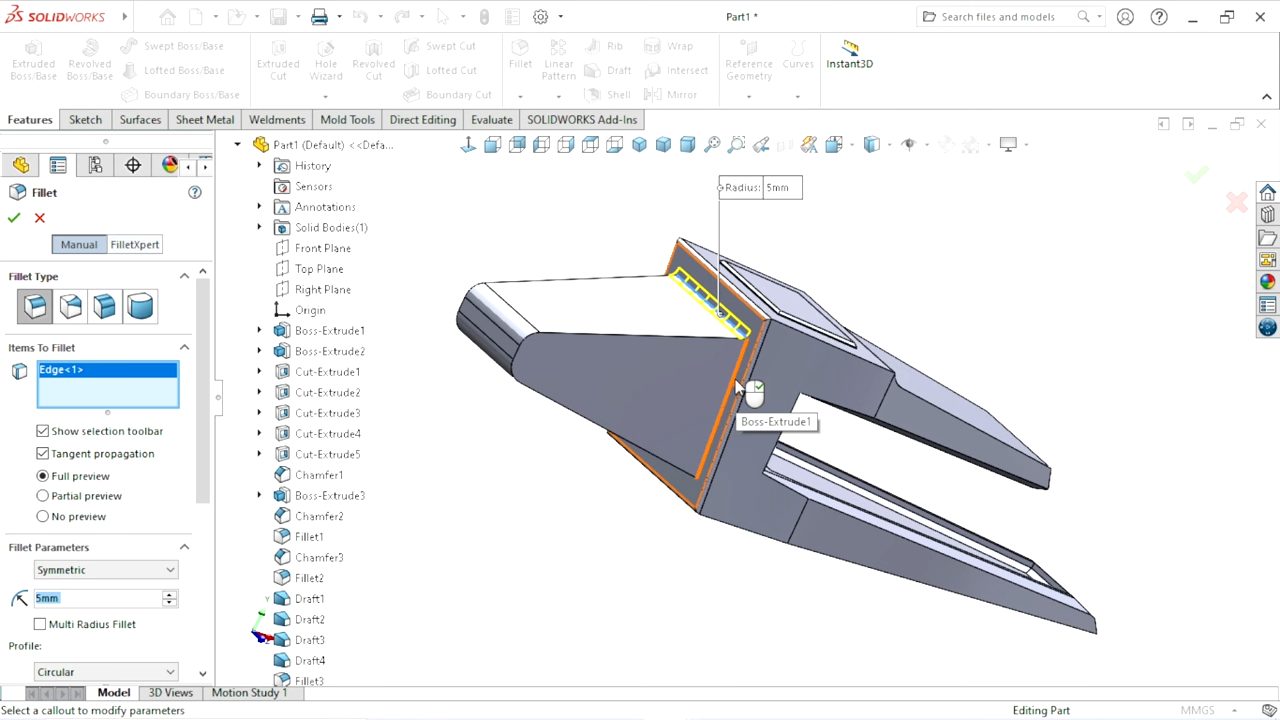 SOLIDWORKS
Part1 *
Search files and models
Extruded Boss/Base
Revolved Boss/Base
Swept Boss/Base
Lofted Boss/Base
Boundary Boss/Base
Extruded Cut
Hole Wizard
Revolved Cut
Swept Cut
Lofted Cut
Boundary Cut
Fillet
Linear Pattern
Rib
Draft
Shell
Wrap
Intersect
Mirror
Reference Geometry
Curves
Instant3D
Features
Sketch
Surfaces
Sheet Metal
Weldments
Mold Tools
Direct Editing
Evaluate
SOLIDWORKS Add-Ins
Fillet
Manual
FilletXpert
Fillet Type
Items To Fillet
Edge<1>
Show selection toolbar
Tangent propagation
Full preview
Partial preview
No preview
Fillet Parameters
Symmetric
5mm
Multi Radius Fillet
Profile:
Circular
Part1 (Default) <<Defa...
History
Sensors
Annotations
Solid Bodies(1)
Front Plane
Top Plane
Right Plane
Origin
Boss-Extrude1
Boss-Extrude2
Cut-Extrude1
Cut-Extrude2
Cut-Extrude3
Cut-Extrude4
Cut-Extrude5
Chamfer1
Boss-Extrude3
Chamfer2
Fillet1
Chamfer3
Fillet2
Draft1
Draft2
Draft3
Draft4
Fillet3
Radius: 5mm
Boss-Extrude1
Y
Model
3D Views
Motion Study 1
Select a callout to modify parameters
Editing Part
MMGS